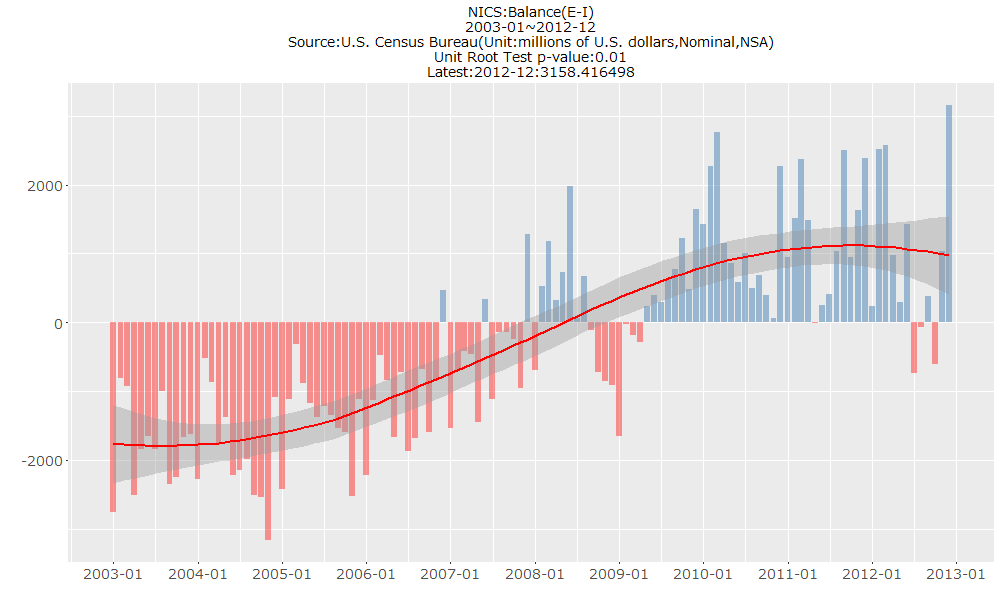 NICS:Balance(E-I)
2003-01~2012-12
Source:U.S. Census Bureau(Unit:millions of U.S. dollars,Nominal,NSA)
Unit Root Test p-value:0.01
Latest:2012-12:3158.416498
2000
0
-2000
2003-01 2004-01 2005-01 2006-01 2007-01 2008-01 2009-01 2010-01 2011-01 2012-01 2013-01